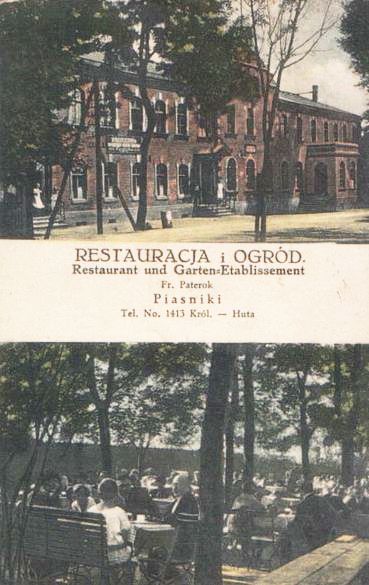 RESTAURACJA i OGRÓD.
Restaurant und Garten=Etablissement
Fr. Paterok
Piasniki
Tel. No. 1413 Król. — Huta